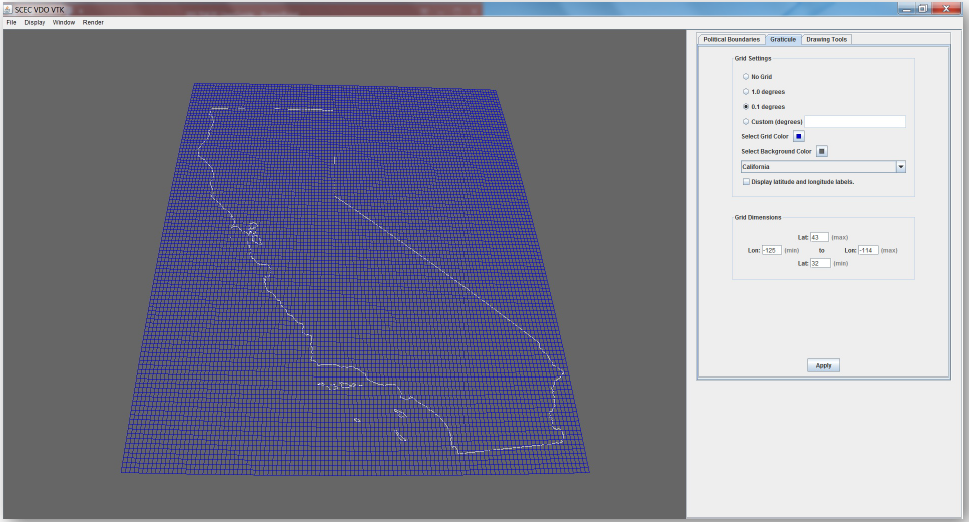 SCEC VDO VTK
File Display Window Render
Political Boundaries Graticule Drawing Tools
Grid Settings
No Grid
1.0 degrees
0.1 degrees
Custom (degrees)
Select Grid Color
Select Background Color
California
Display latitude and longitude labels.
Grid Dimensions
Lat: 43 (max)
Lon: -125 (min) to Lon: -114 (max)
Lat: 32 (min)
Apply